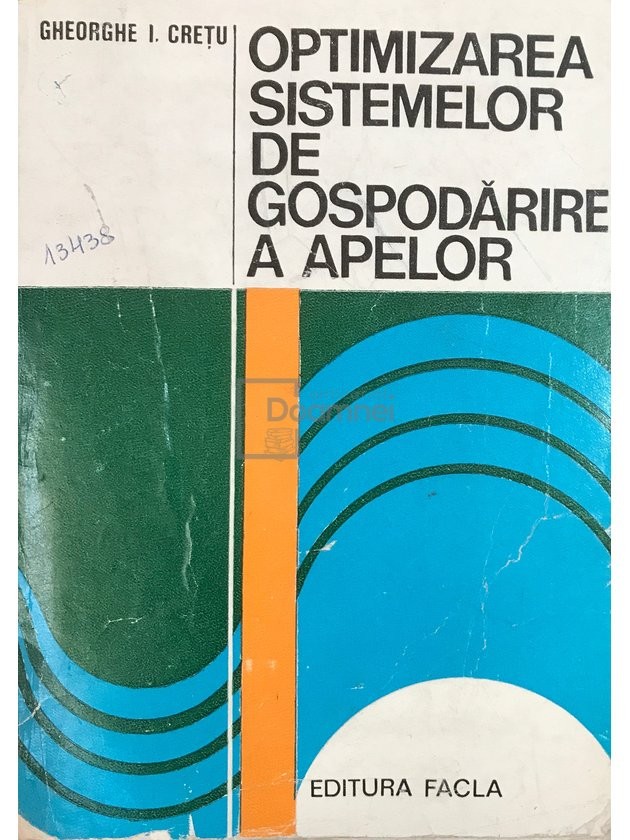 GHEORGHE I. CREȚU
OPTIMIZAREA
SISTEMELOR
DE
GOSPODĂRIRE
A APELOR
13438
EDITURA FACLA